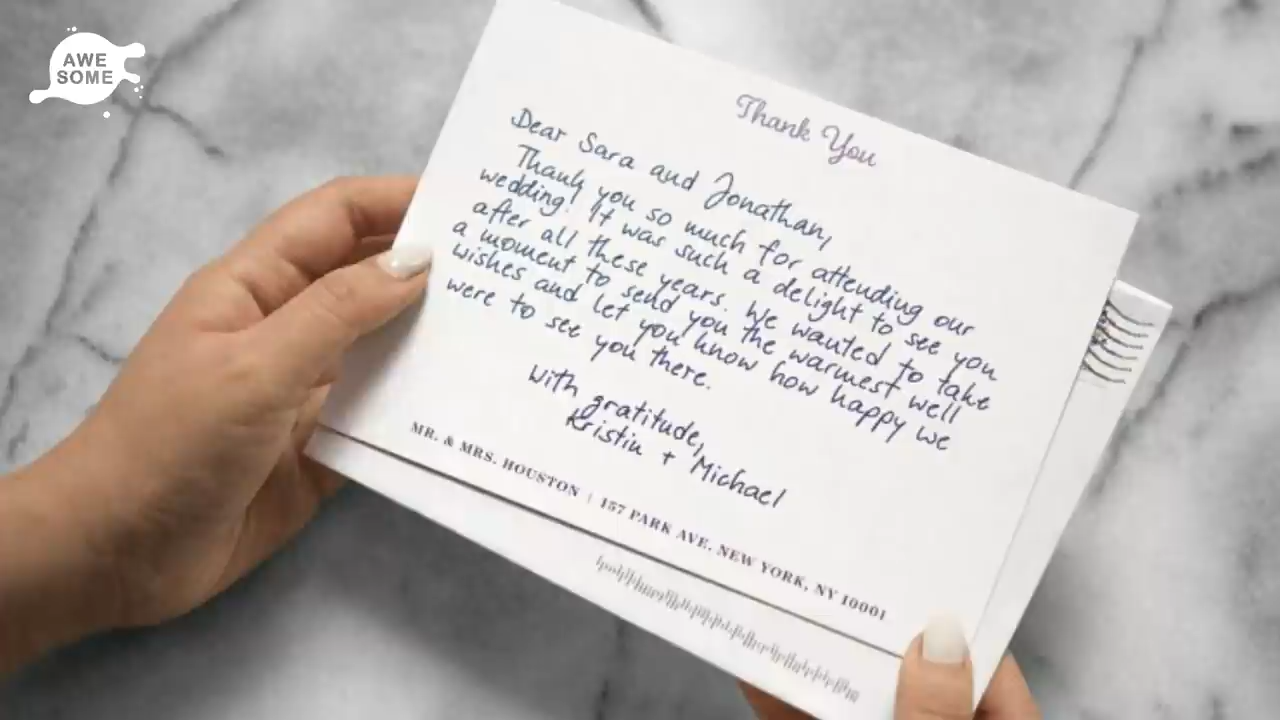 AWE
SOME
Thank You
Dear Sara and Jonathan,
Thank you so much for attending our
wedding! It was such a delight to see you
after all these years. We wanted to take
a moment to send you the warmest well
wishes and let you know how happy we
were to see you there.
With gratitude,
Kristin + Michael
MR. & MRS. HOUSTON | 157 PARK AVE. NEW YORK, NY 10001